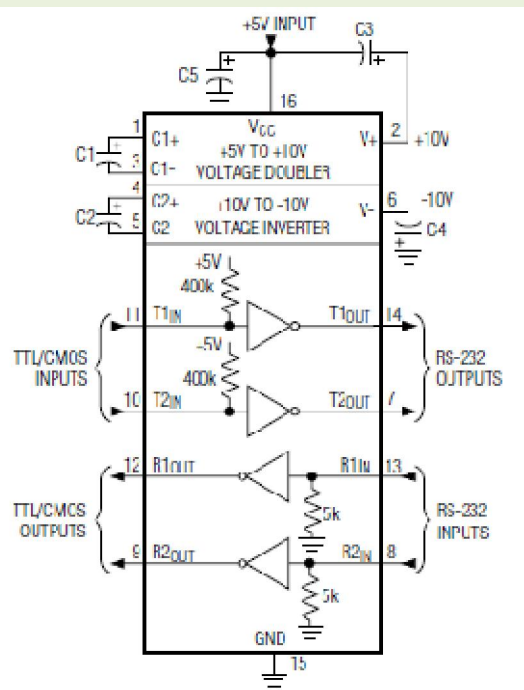 +5V INPUT
C3
C5
16
1
VCC
2
C1+
V+
+10V
C1
+5V TO +10V
3
C1-
VOLTAGE DOUBLER
4
6
C2+
+10V TO -10V
V-
-10V
C2
5
C2
VOLTAGE INVERTER
C4
+5V
400k
11
T1IN
T1OUT
14
TTL/CMOS
INPUTS
RS-232
OUTPUTS
400k
10
T2IN
T2OUT
7
12
R1OUT
R1IN
13
TTL/CMOS
OUTPUTS
5k
RS-232
INPUTS
9
R2OUT
R2IN
8
5k
GND
15